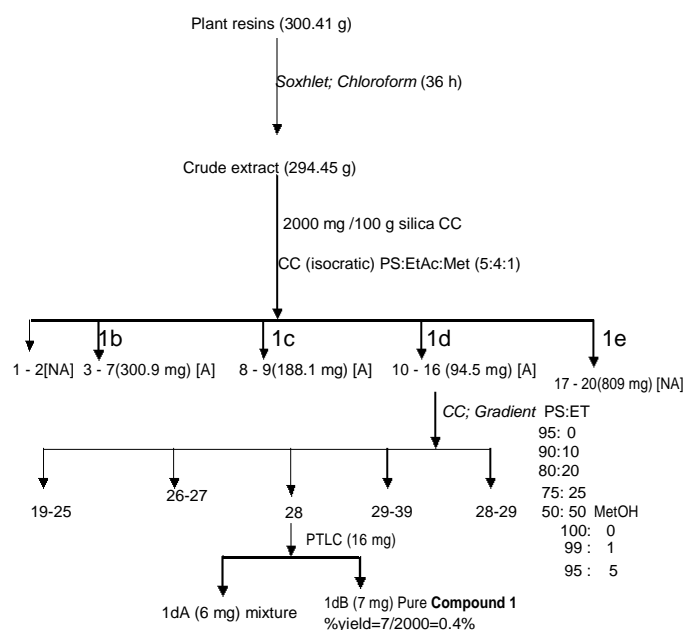 Plant resins (300.41 g)
Soxhlet; Chloroform (36 h)
Crude extract (294.45 g)
2000 mg /100 g silica CC
CC (isocratic) PS:EtAc:Met (5:4:1)
1b 1c 1d 1e
1 - 2[NA] 3 - 7(300.9 mg) [A] 8 - 9(188.1 mg) [A] 10 - 16 (94.5 mg) [A] 17 - 20(809 mg) [NA]
CC; Gradient PS:ET
95: 0
90:10
80:20
75: 25
50: 50 MetOH
100: 0
99 : 1
95 : 5
19-25 26-27 28 29-39 28-29
PTLC (16 mg)
1dA (6 mg) mixture
1dB (7 mg) Pure Compound 1
%yield=7/2000=0.4%